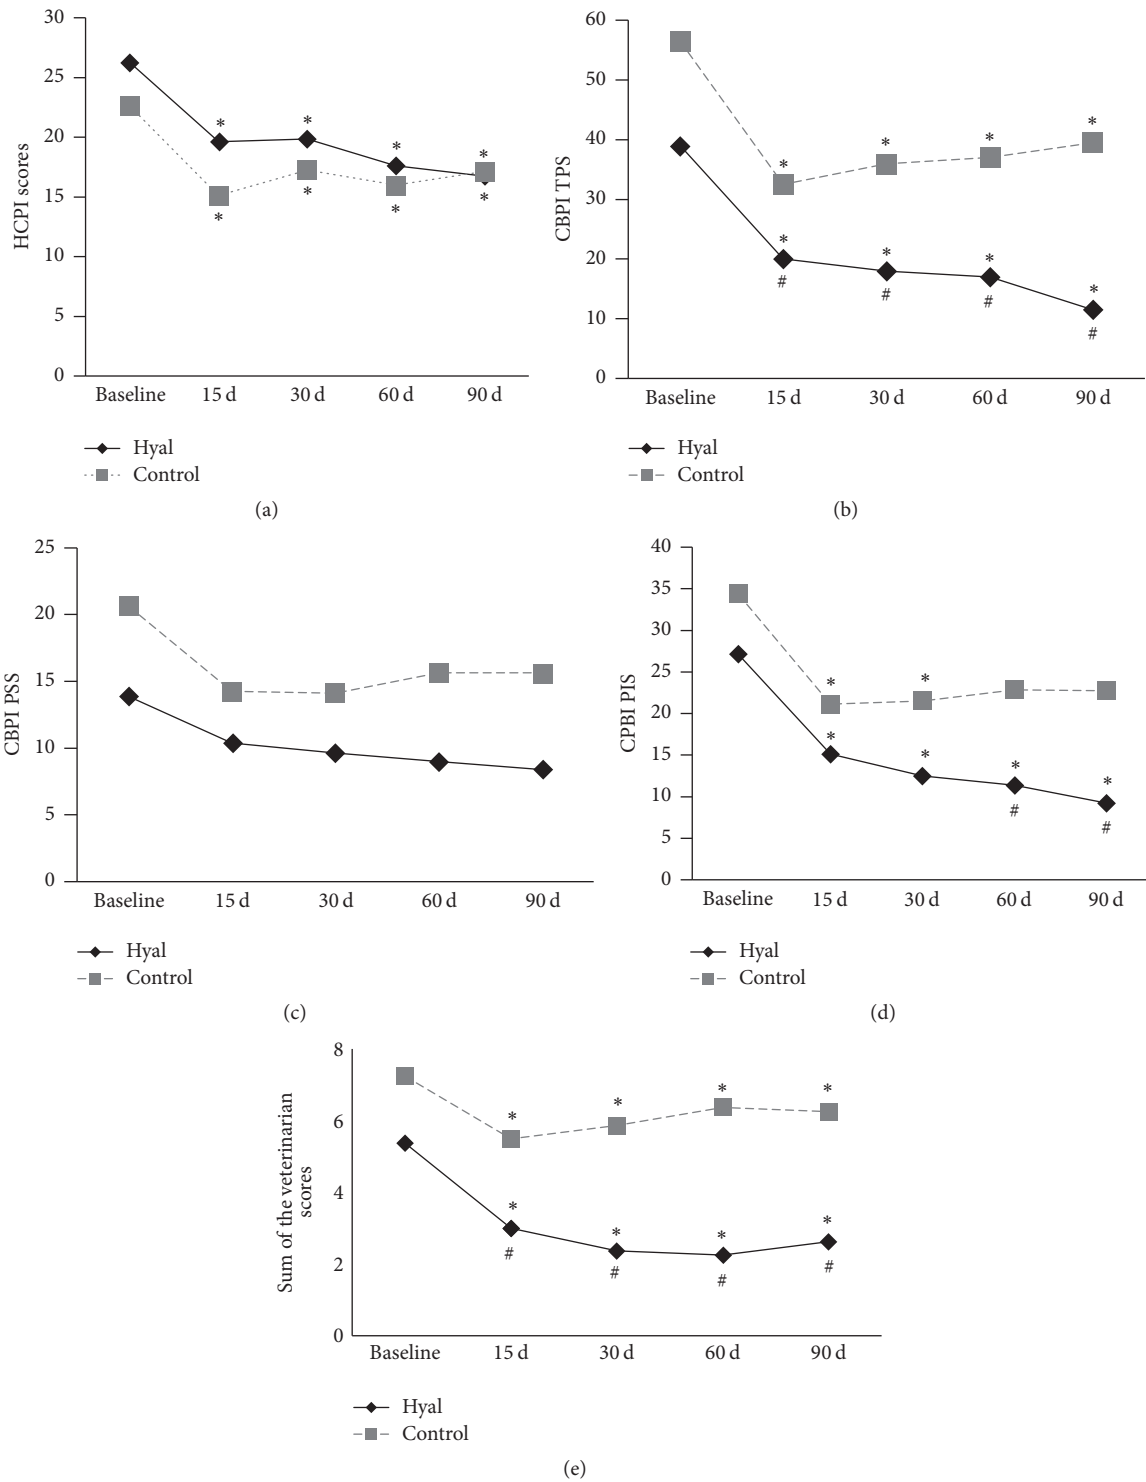 30
25
20
15
10
5
0
HCPI scores
* * * *
* * * *
Baseline 15 d 30 d 60 d 90 d
Hyal
Control
(a)
60
50
40
30
20
10
0
CBPI TPS
* * * *
* * * *
# # # #
Baseline 15 d 30 d 60 d 90 d
Hyal
Control
(b)
25
20
15
10
5
0
CBPI PSS
Baseline 15 d 30 d 60 d 90 d
Hyal
Control
(c)
40
35
30
25
20
15
10
5
0
CPBI PIS
* *
* * * *
# #
Baseline 15 d 30 d 60 d 90 d
Hyal
Control
(d)
8
6
4
2
0
Sum of the veterinarian
scores
* * * *
* * * *
# # # #
Baseline 15 d 30 d 60 d 90 d
Hyal
Control
(e)